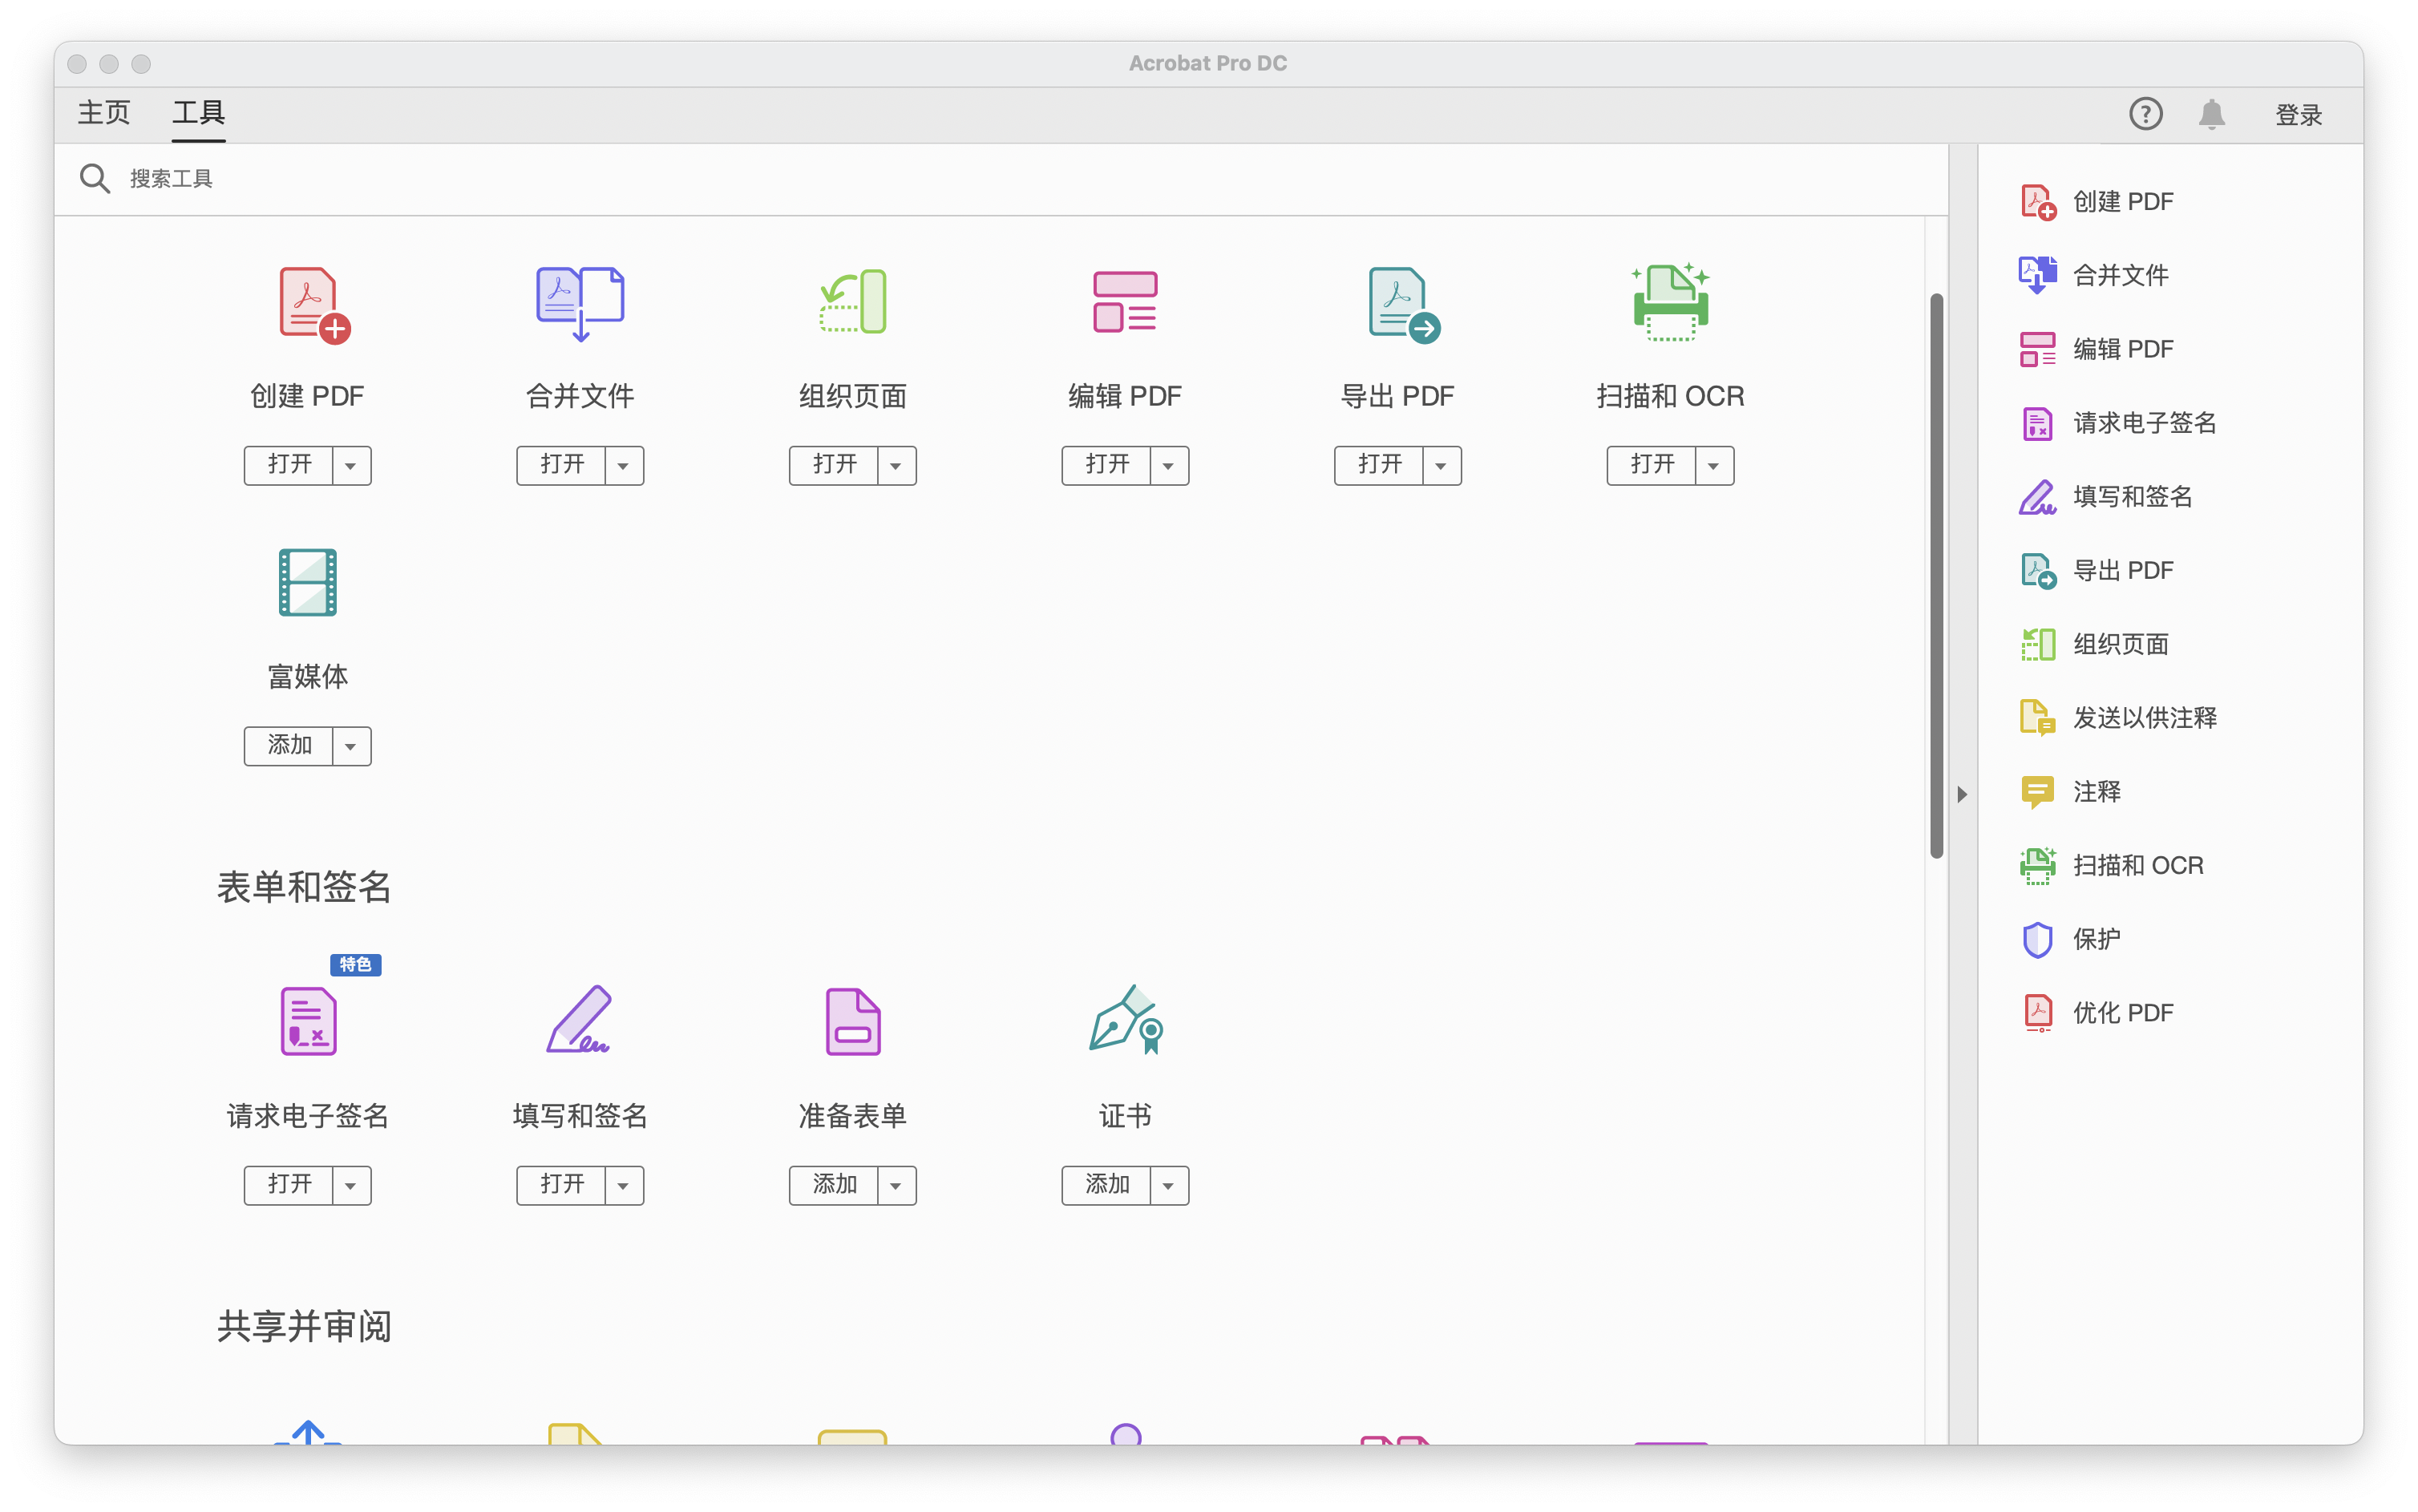 Acrobat Pro DC
主页 工具 登录
搜索工具
创建 PDF 合并文件 组织页面 编辑 PDF 导出 PDF 扫描和 OCR
打开 打开 打开 打开 打开 打开
富媒体
添加
表单和签名
特色
请求电子签名 填写和签名 准备表单 证书
打开 打开 添加 添加
共享并审阅
创建 PDF
合并文件
编辑 PDF
请求电子签名
填写和签名
导出 PDF
组织页面
发送以供注释
注释
扫描和 OCR
保护
优化 PDF